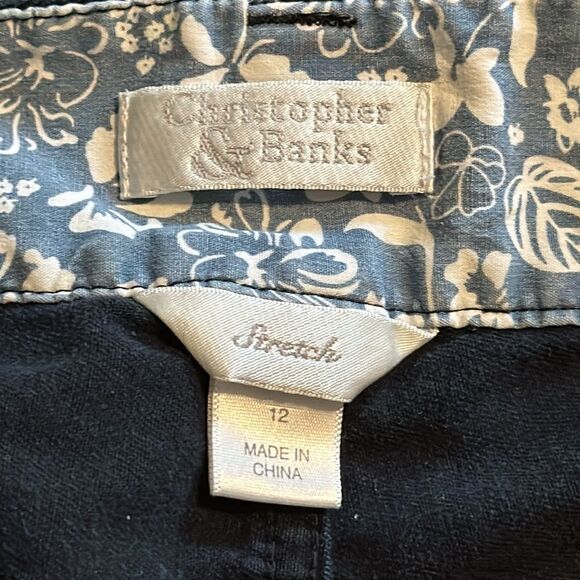 Christopher
& Banks
Stretch
12
MADE IN
CHINA